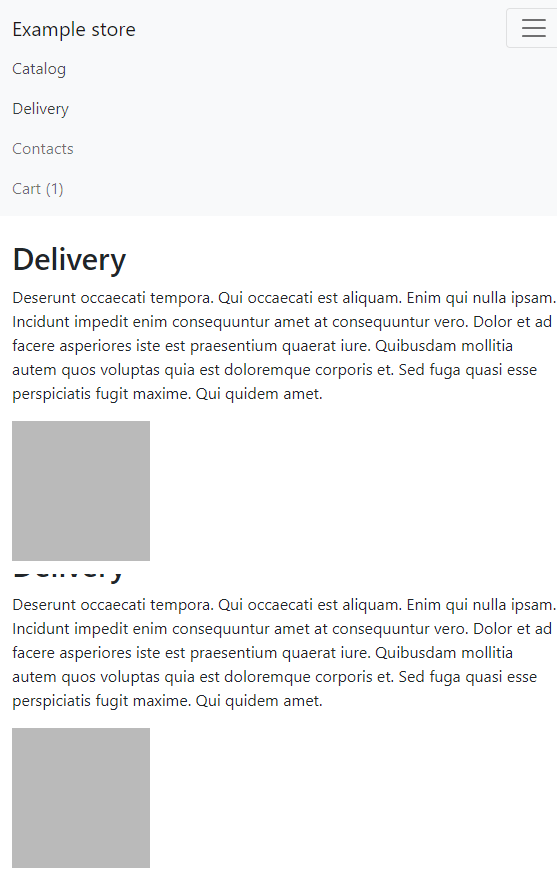 Example store
Catalog
Delivery
Contacts
Cart (1)
Delivery
Deserunt occaecati tempora. Qui occaecati est aliquam. Enim qui nulla ipsam.
Incidunt impedit enim consequuntur amet at consequuntur vero. Dolor et ad
facere asperiores iste est praesentium quaerat iure. Quibusdam mollitia
autem quos voluptas quia est doloremque corporis et. Sed fuga quasi esse
perspiciatis fugit maxime. Qui quidem amet.
Delivery
Deserunt occaecati tempora. Qui occaecati est aliquam. Enim qui nulla ipsam.
Incidunt impedit enim consequuntur amet at consequuntur vero. Dolor et ad
facere asperiores iste est praesentium quaerat iure. Quibusdam mollitia
autem quos voluptas quia est doloremque corporis et. Sed fuga quasi esse
perspiciatis fugit maxime. Qui quidem amet.